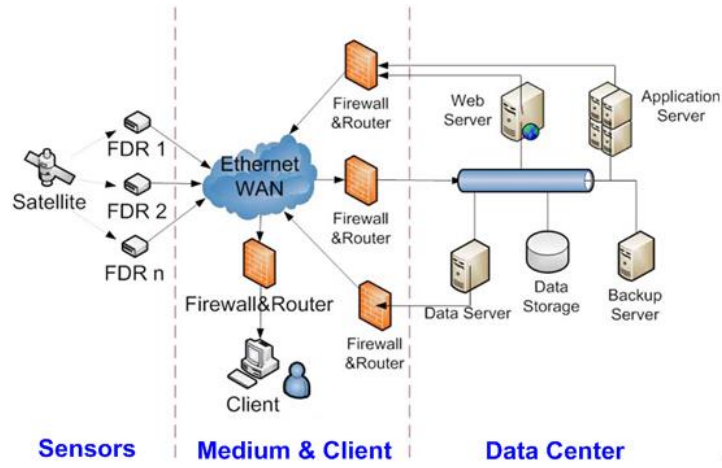 Satellite
FDR 1
FDR 2
FDR n
Ethernet
WAN
Firewall
&Router
Firewall
&Router
Firewall&Router
Firewall
&Router
Client
Web
Server
Application
Server
Data Server
Data
Storage
Backup
Server
Sensors
Medium & Client
Data Center